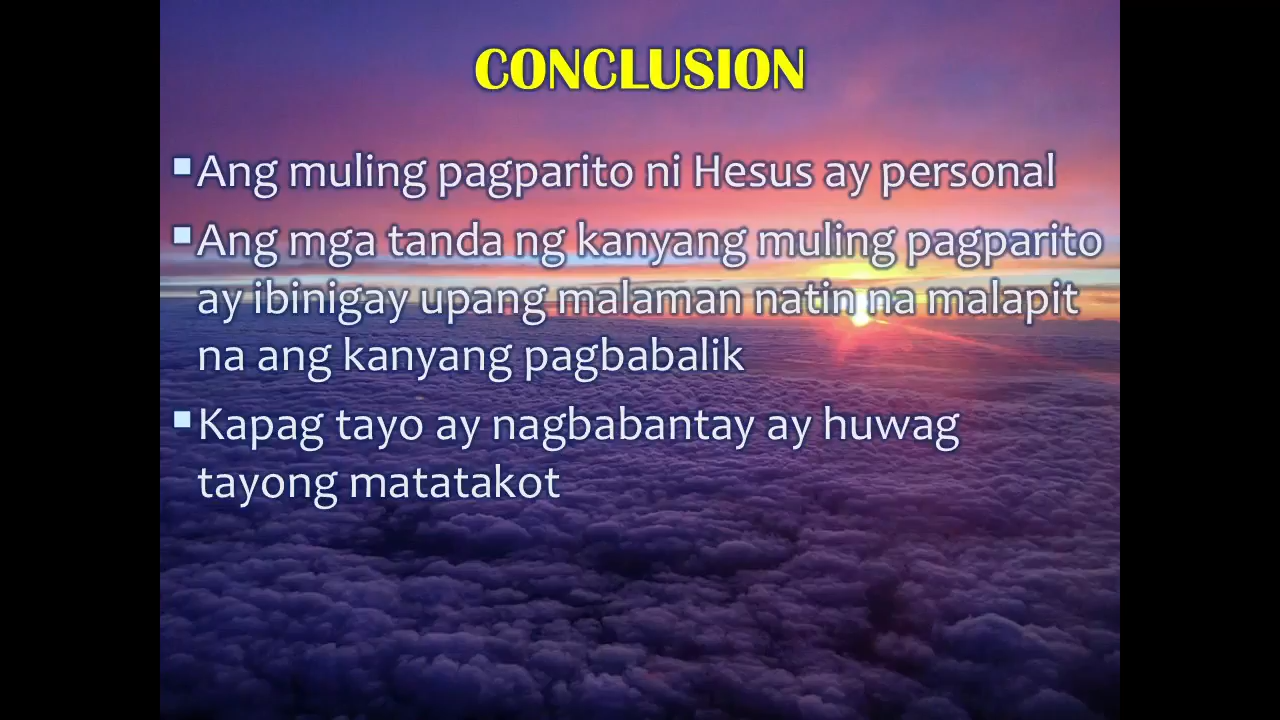 CONCLUSION
▪Ang muling pagparito ni Hesus ay personal
▪Ang mga tanda ng kanyang muling pagparito
ay ibinigay upang malaman natin na malapit
na ang kanyang pagbabalik
▪Kapag tayo ay nagbabantay ay huwag
tayong matatakot